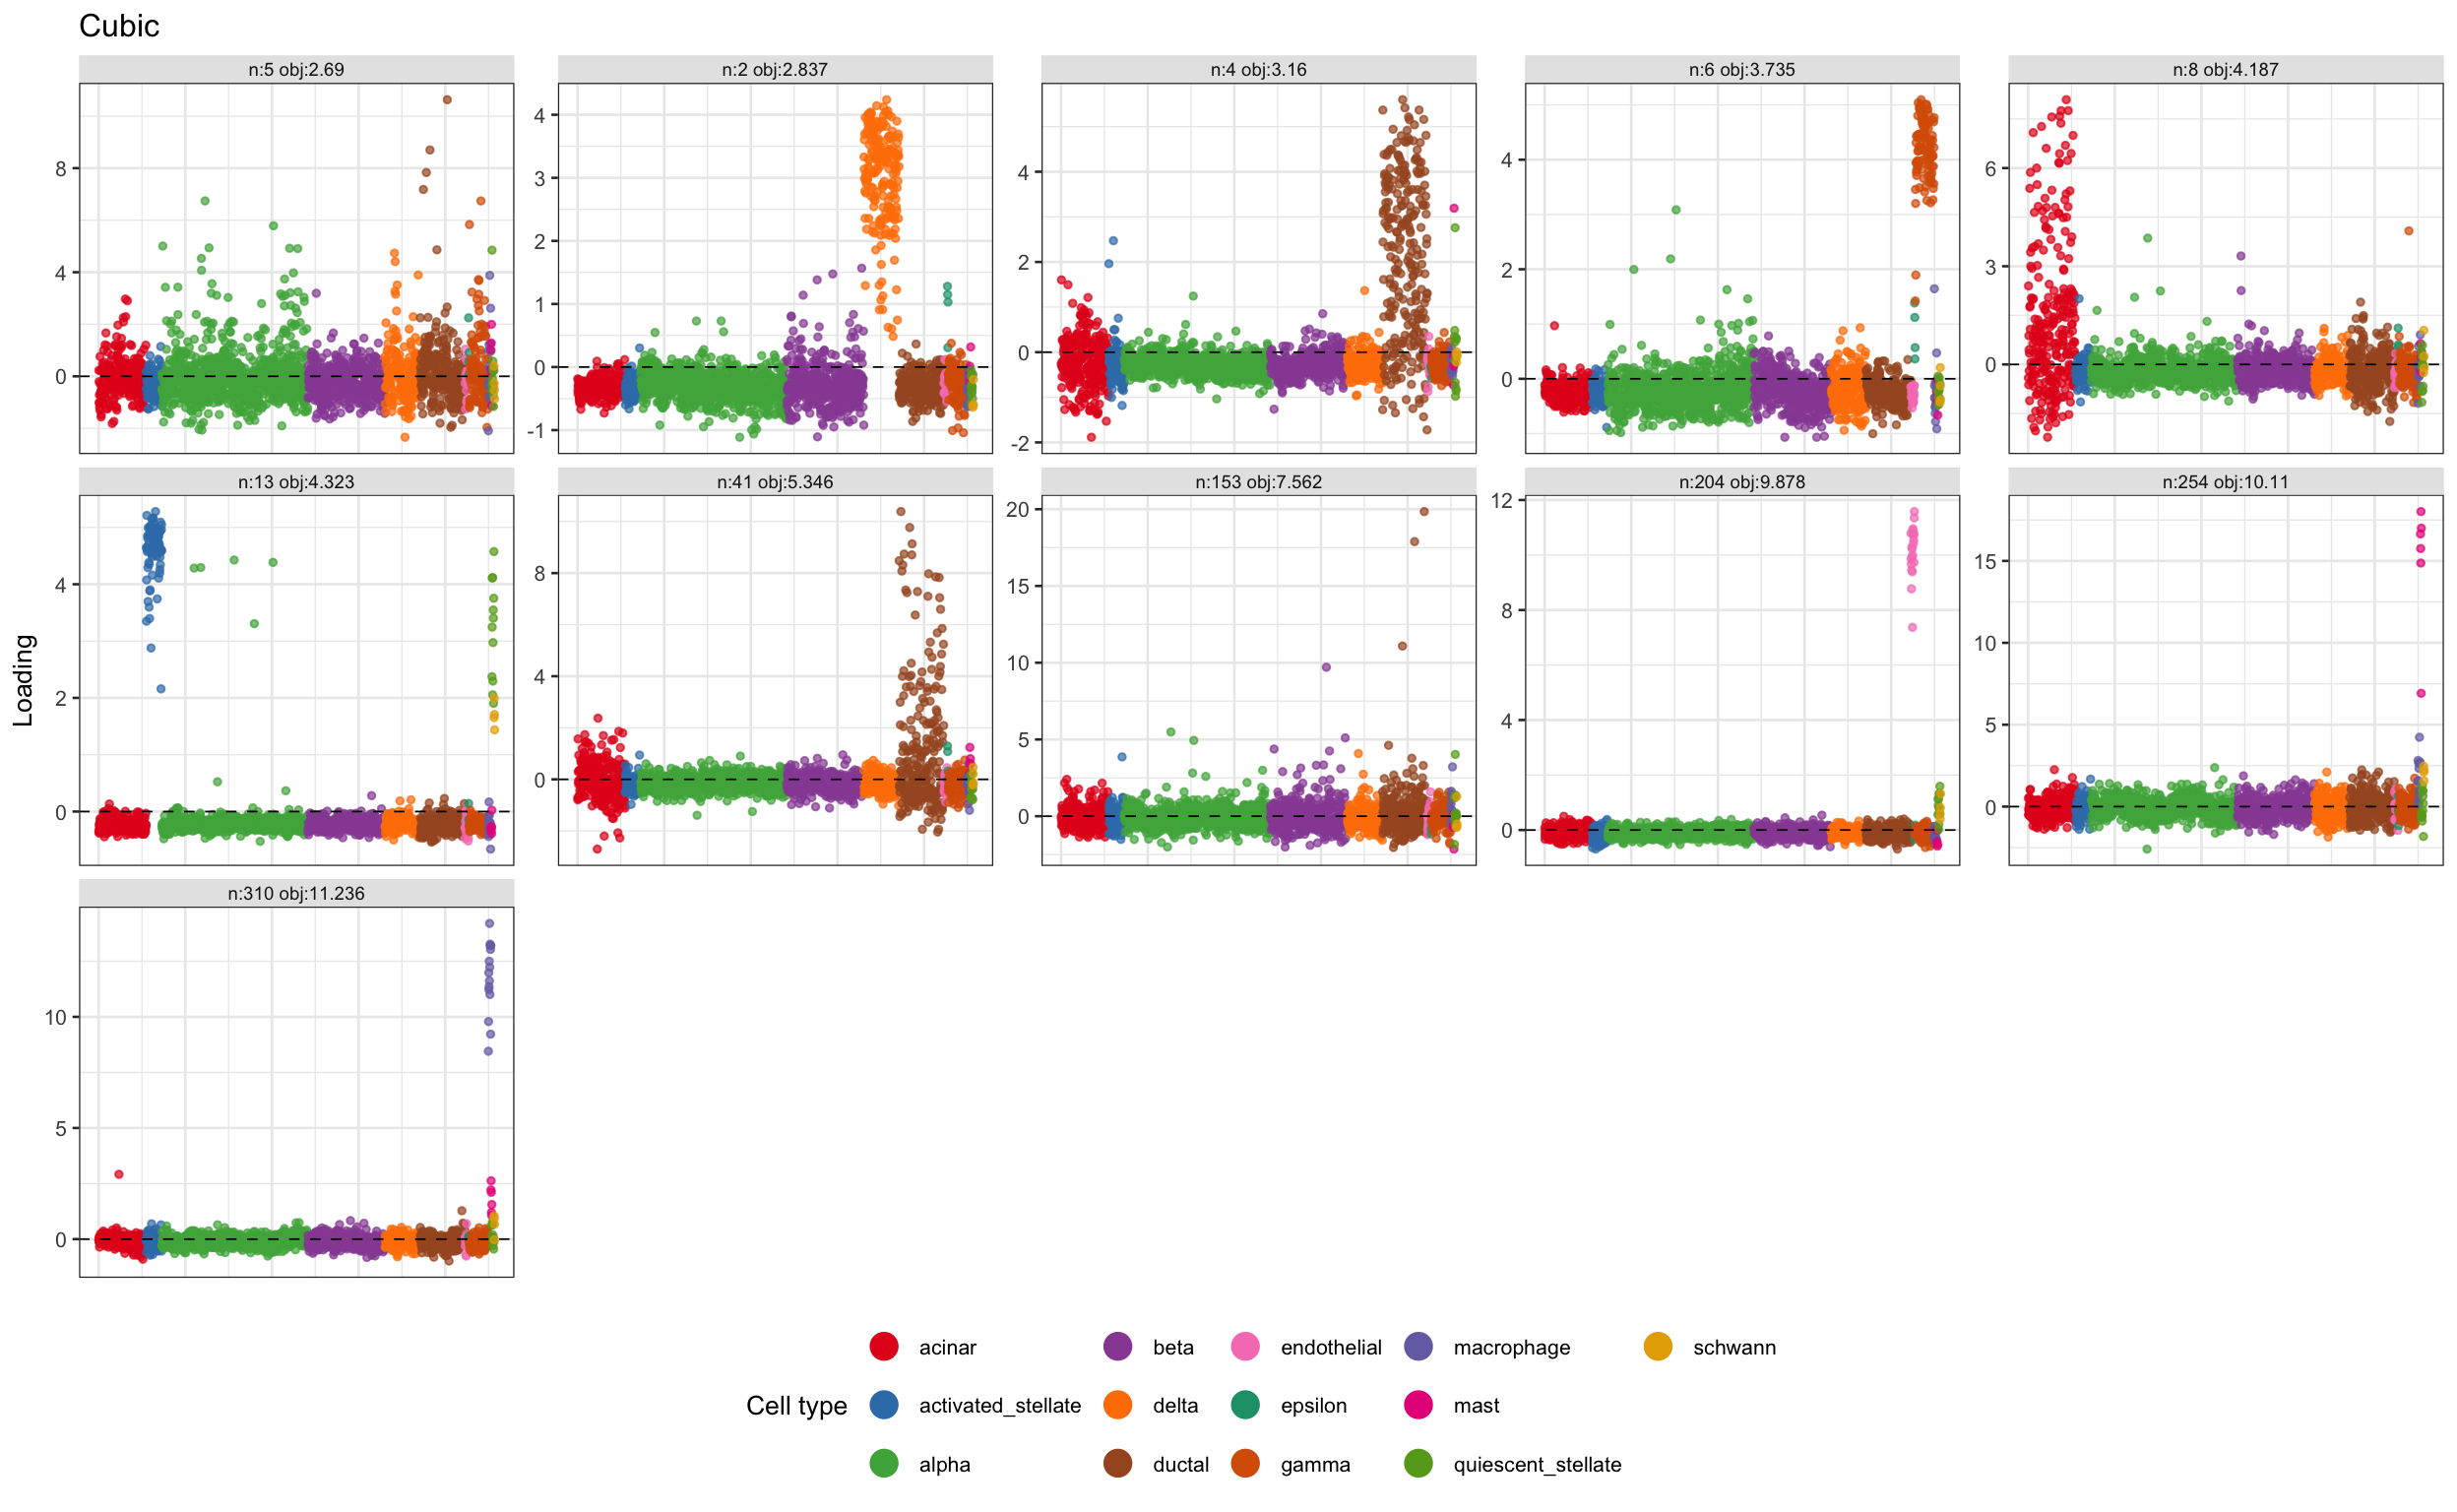 Cubic
n:5 obj:2.69
n:2 obj:2.837
n:4 obj:3.16
n:6 obj:3.735
n:8 obj:4.187
8
4
0
4
3
2
1
0
-1
4
2
0
-2
4
2
0
6
3
0
n:13 obj:4.323
n:41 obj:5.346
n:153 obj:7.562
n:204 obj:9.878
n:254 obj:10.11
4
2
0
8
4
0
20
15
10
5
0
12
8
4
0
15
10
5
0
Loading
n:310 obj:11.236
10
5
0
Cell type
acinar
activated_stellate
alpha
beta
delta
ductal
endothelial
epsilon
gamma
macrophage
mast
quiescent_stellate
schwann